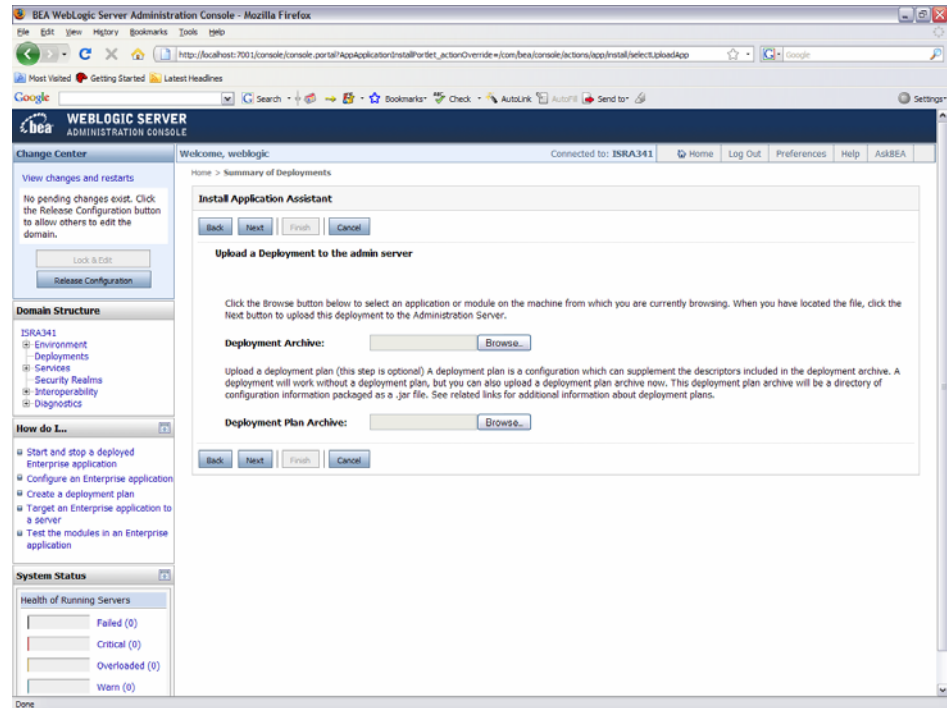 BEA WebLogic Server Administration Console - Mozilla Firefox
File Edit View History Bookmarks Tools Help
http://localhost:7001/console/console.portal?AppApplicationInstallPortlet_actionOverride=/com/bea/console/actions/app/install/selectUploadApp
Google
Most Visited Getting Started Latest Headlines
Google Search Bookmarks Check AutoLink AutoFill Send to Settings
bea WEBLOGIC SERVER
ADMINISTRATION CONSOLE
Change Center
View changes and restarts
No pending changes exist. Click
the Release Configuration button
to allow others to edit the
domain.
Lock & Edit
Release Configuration
Domain Structure
ISRA341
Environment
Deployments
Services
Security Realms
Interoperability
Diagnostics
How do I...
Start and stop a deployed
Enterprise application
Configure an Enterprise application
Create a deployment plan
Target an Enterprise application to
a server
Test the modules in an Enterprise
application
System Status
Health of Running Servers
Failed (0)
Critical (0)
Overloaded (0)
Warn (0)
Welcome, weblogic
Connected to: ISRA341
Home Log Out Preferences Help AskBEA
Home > Summary of Deployments
Install Application Assistant
Back Next Finish Cancel
Upload a Deployment to the admin server
Click the Browse button below to select an application or module on the machine from which you are currently browsing. When you have located the file, click the
Next button to upload this deployment to the Administration Server.
Deployment Archive: Browse...
Upload a deployment plan (this step is optional) A deployment plan is a configuration which can supplement the descriptors included in the deployment archive. A
deployment will work without a deployment plan, but you can also upload a deployment plan archive now. This deployment plan archive will be a directory of
configuration information packaged as a .jar file. See related links for additional information about deployment plans.
Deployment Plan Archive: Browse...
Back Next Finish Cancel
Done